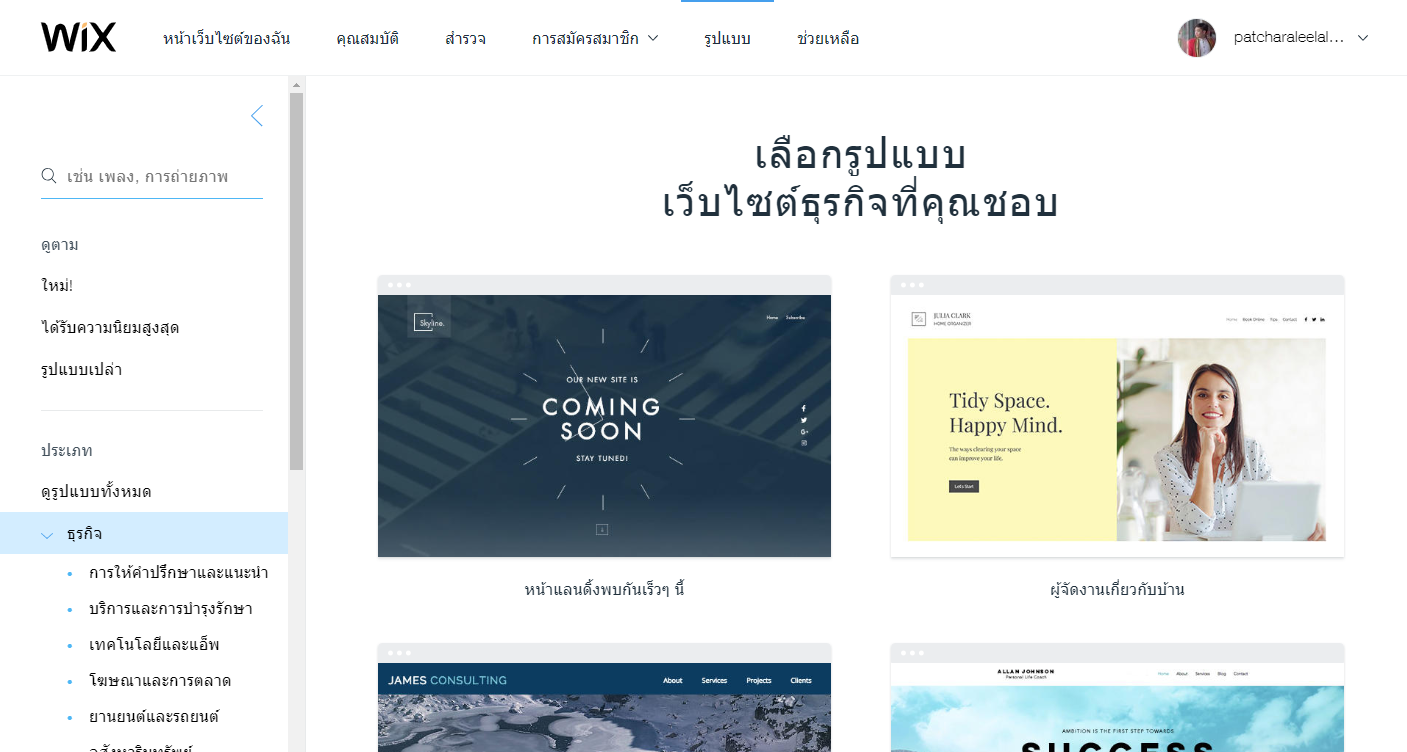 WiX
หน้าเว็บไซต์ของฉัน คุณสมบัติ สำรวจ การสมัครสมาชิก รูปแบบ ช่วยเหลือ
patcharaleelal...
เช่น เพลง, การถ่ายภาพ
ดูตาม
ใหม่!
ได้รับความนิยมสูงสุด
รูปแบบเปล่า
ประเภท
ดูรูปแบบทั้งหมด
ธุรกิจ
การให้คำปรึกษาและแนะนำ
บริการและการบำรุงรักษา
เทคโนโลยีและแอ็พ
โฆษณาและการตลาด
ยานยนต์และรถยนต์
อสังหาริมทรัพย์
เลือกรูปแบบ
เว็บไซต์ธุรกิจที่คุณชอบ
Skyline.
Home Subscribe
OUR NEW SITE IS
COMING
SOON
STAY TUNED!
หน้าแลนดิ้งพบกันเร็วๆ นี้
JULIA CLARK
HOME ORGANIZER
Home Book Online Tips Contact
Tidy Space.
Happy Mind.
The ways clearing your space
can improve your life.
Let's Start
ผู้จัดงานเกี่ยวกับบ้าน
JAMES CONSULTING
About Services Projects Clients
ALLAN JOHNSON
Personal Life Coach
Home About Services Blog Contact
AMBITION IS THE FIRST STEP TOWARDS
SUCCESS